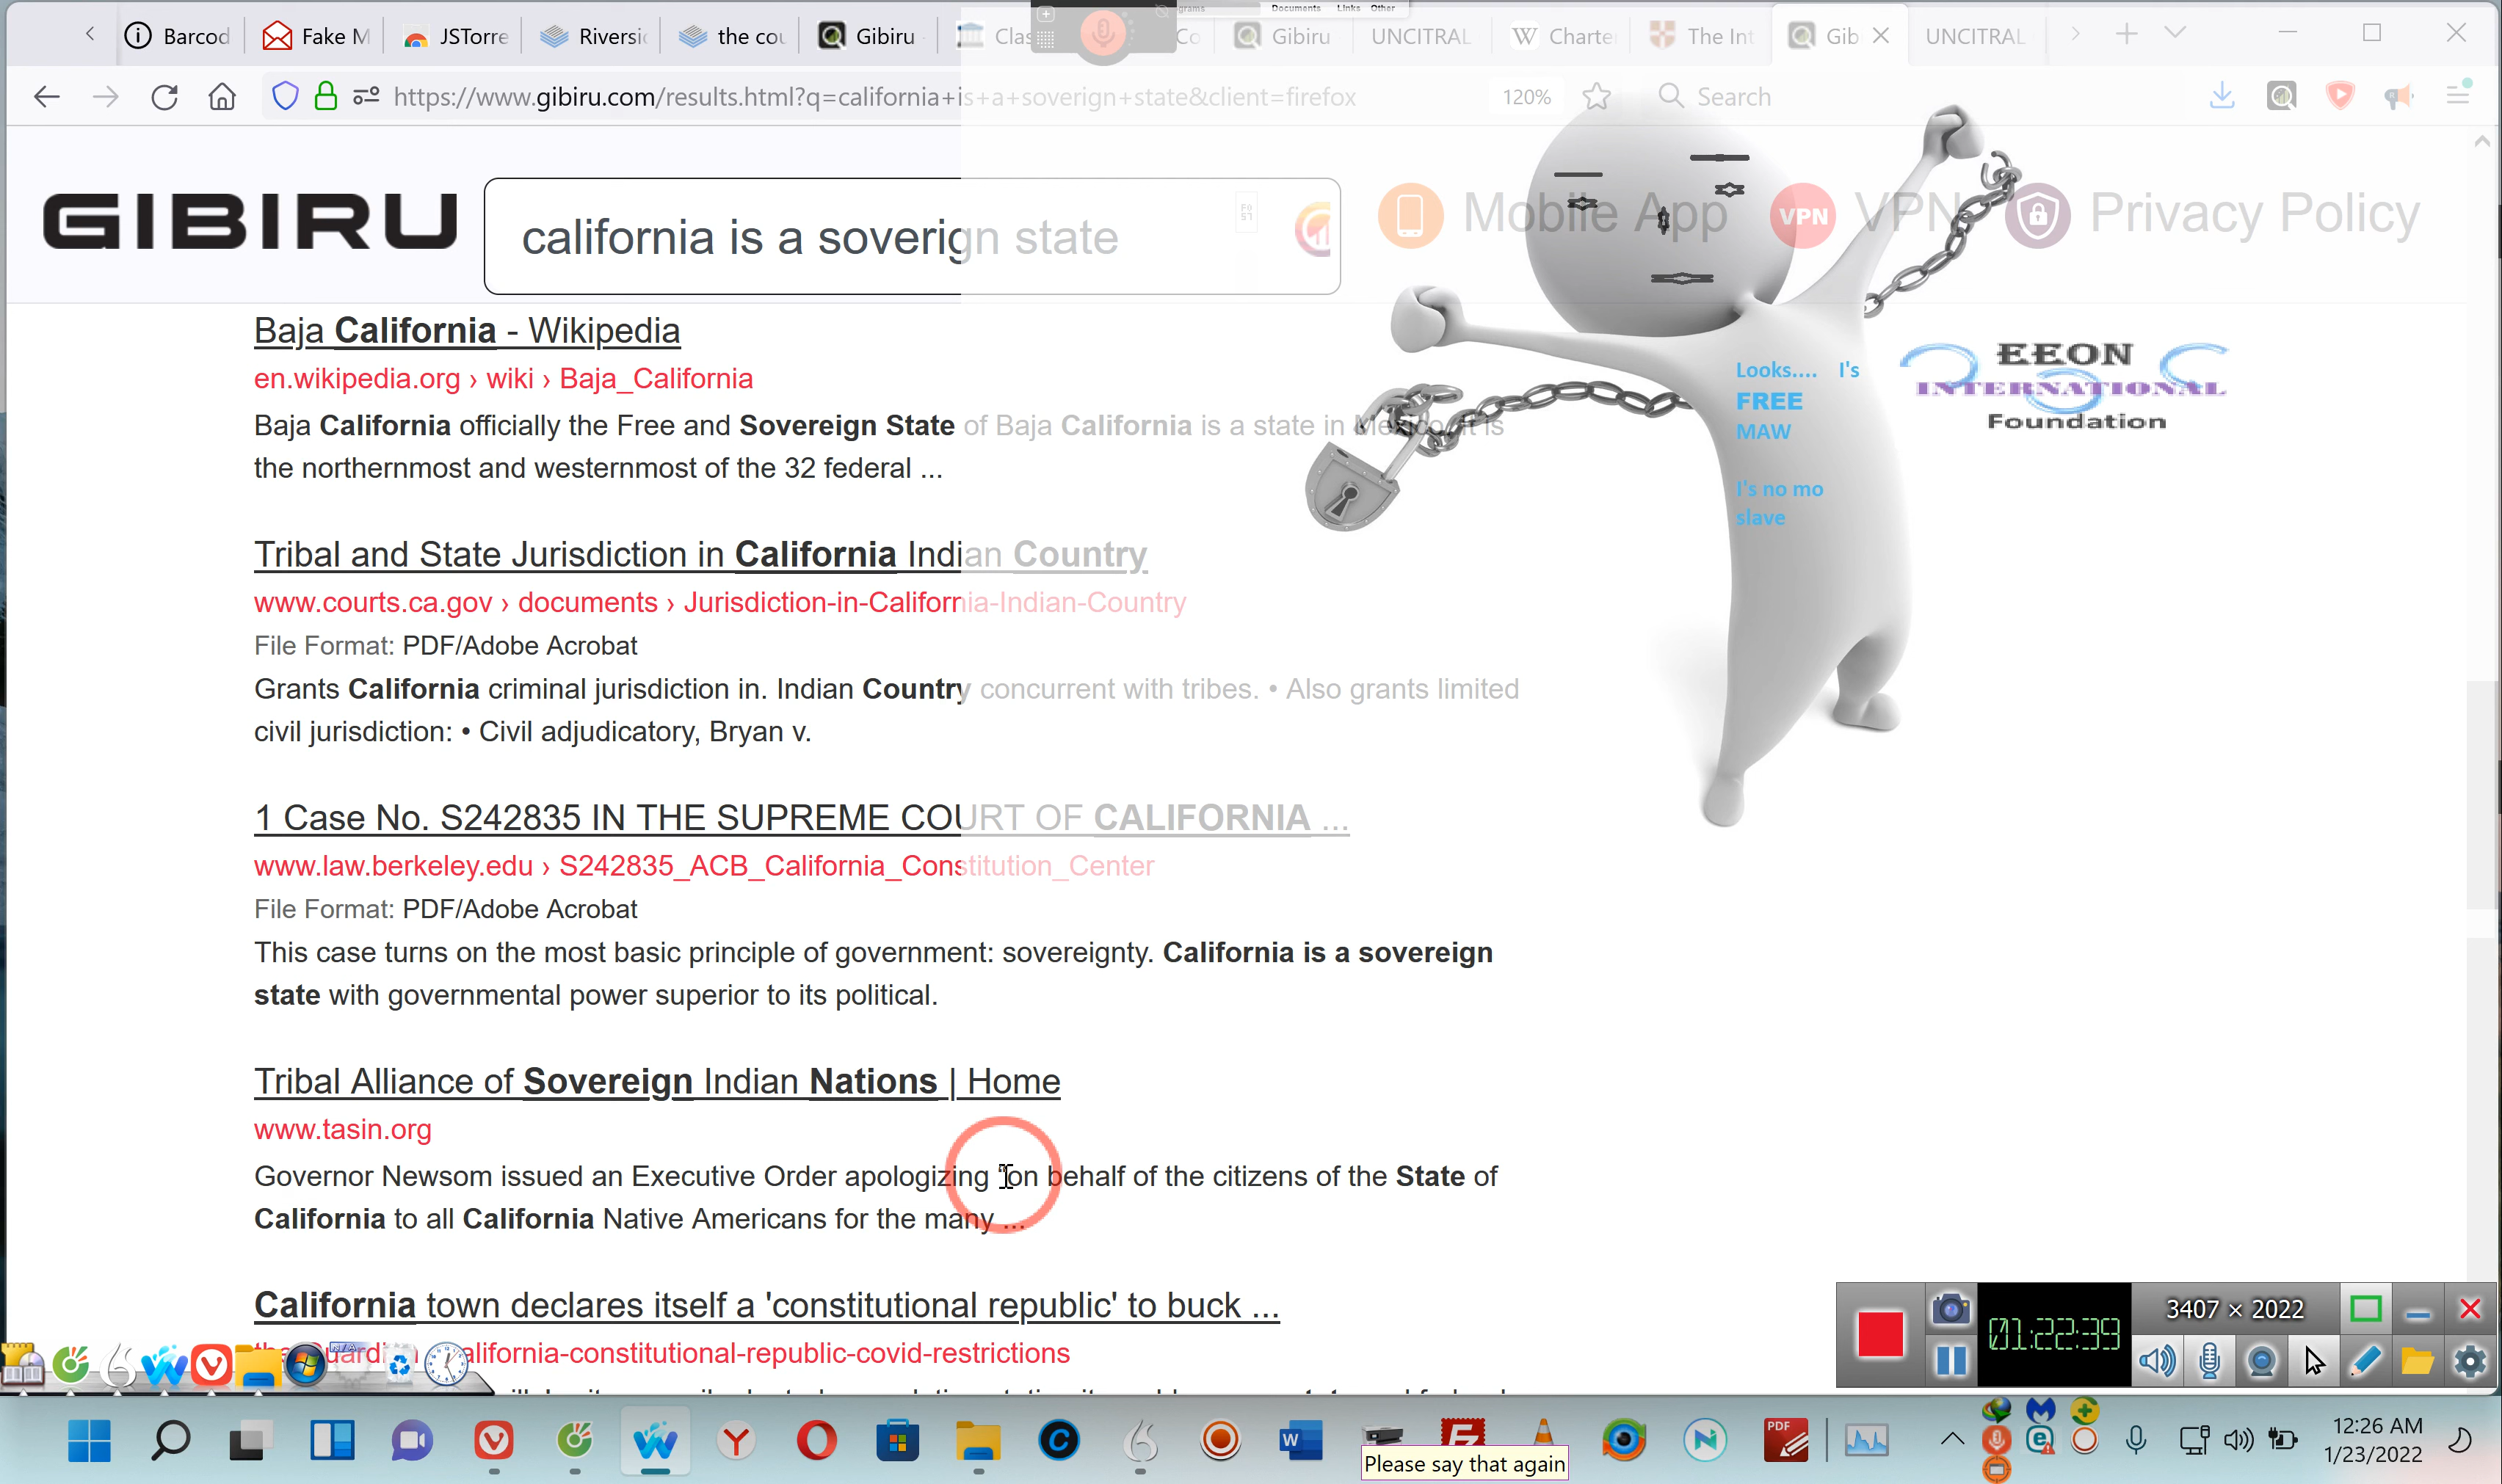 Programs Documents Links Other
Barcod
Fake M
JSTorre
Riversi
the cou
Gibiru
Clas
Co
Gibiru
UNCITRAL
Charte
The Int
Gib
UNCITRAL
https://www.gibiru.com/results.html?q=california+is+a+soverign+state&client=firefox
120%
Search
GIBIRU
california is a soverign state
Mobile App
VPN
VPN
Privacy Policy
Baja California - Wikipedia
en.wikipedia.org › wiki › Baja_California
Baja California officially the Free and Sovereign State of Baja California is a state in Mexico. It is
the northernmost and westernmost of the 32 federal ...
Looks.... I's
FREE
MAW
I's no mo
slave
EEON
INTERNATIONAL
Foundation
Tribal and State Jurisdiction in California Indian Country
www.courts.ca.gov › documents › Jurisdiction-in-California-Indian-Country
File Format: PDF/Adobe Acrobat
Grants California criminal jurisdiction in. Indian Country concurrent with tribes. • Also grants limited
civil jurisdiction: • Civil adjudicatory, Bryan v.
1 Case No. S242835 IN THE SUPREME COURT OF CALIFORNIA ...
www.law.berkeley.edu › S242835_ACB_California_Constitution_Center
File Format: PDF/Adobe Acrobat
This case turns on the most basic principle of government: sovereignty. California is a sovereign
state with governmental power superior to its political.
Tribal Alliance of Sovereign Indian Nations | Home
www.tasin.org
Governor Newsom issued an Executive Order apologizing "on behalf of the citizens of the State of
California to all California Native Americans for the many ...
California town declares itself a 'constitutional republic' to buck ...
california-constitutional-republic-covid-restrictions
01:22:39
3407 × 2022
PDF
Please say that again
12:26 AM
1/23/2022